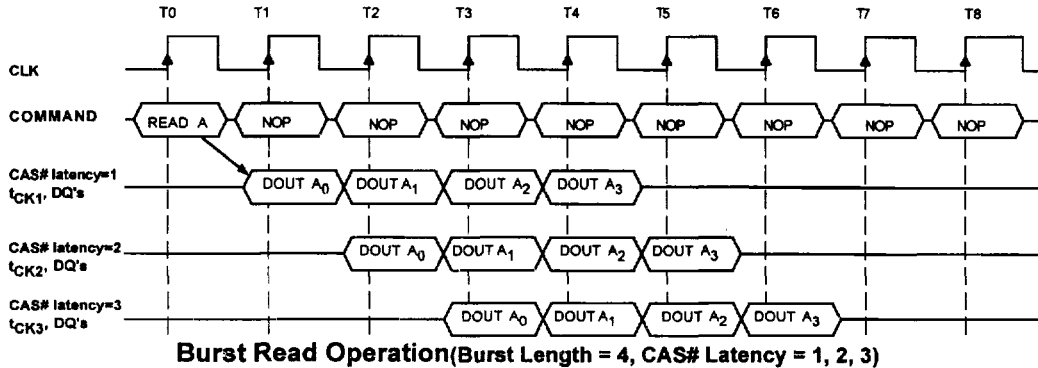 T0 T1 T2 T3 T4 T5 T6 T7 T8
CLK
COMMAND READ A NOP NOP NOP NOP NOP NOP NOP NOP
CAS# latency=1
tCK1, DQ's
DOUT A0 DOUT A1 DOUT A2 DOUT A3
CAS# latency=2
tCK2, DQ's
DOUT A0 DOUT A1 DOUT A2 DOUT A3
CAS# latency=3
tCK3, DQ's
DOUT A0 DOUT A1 DOUT A2 DOUT A3
Burst Read Operation(Burst Length = 4, CAS# Latency = 1, 2, 3)